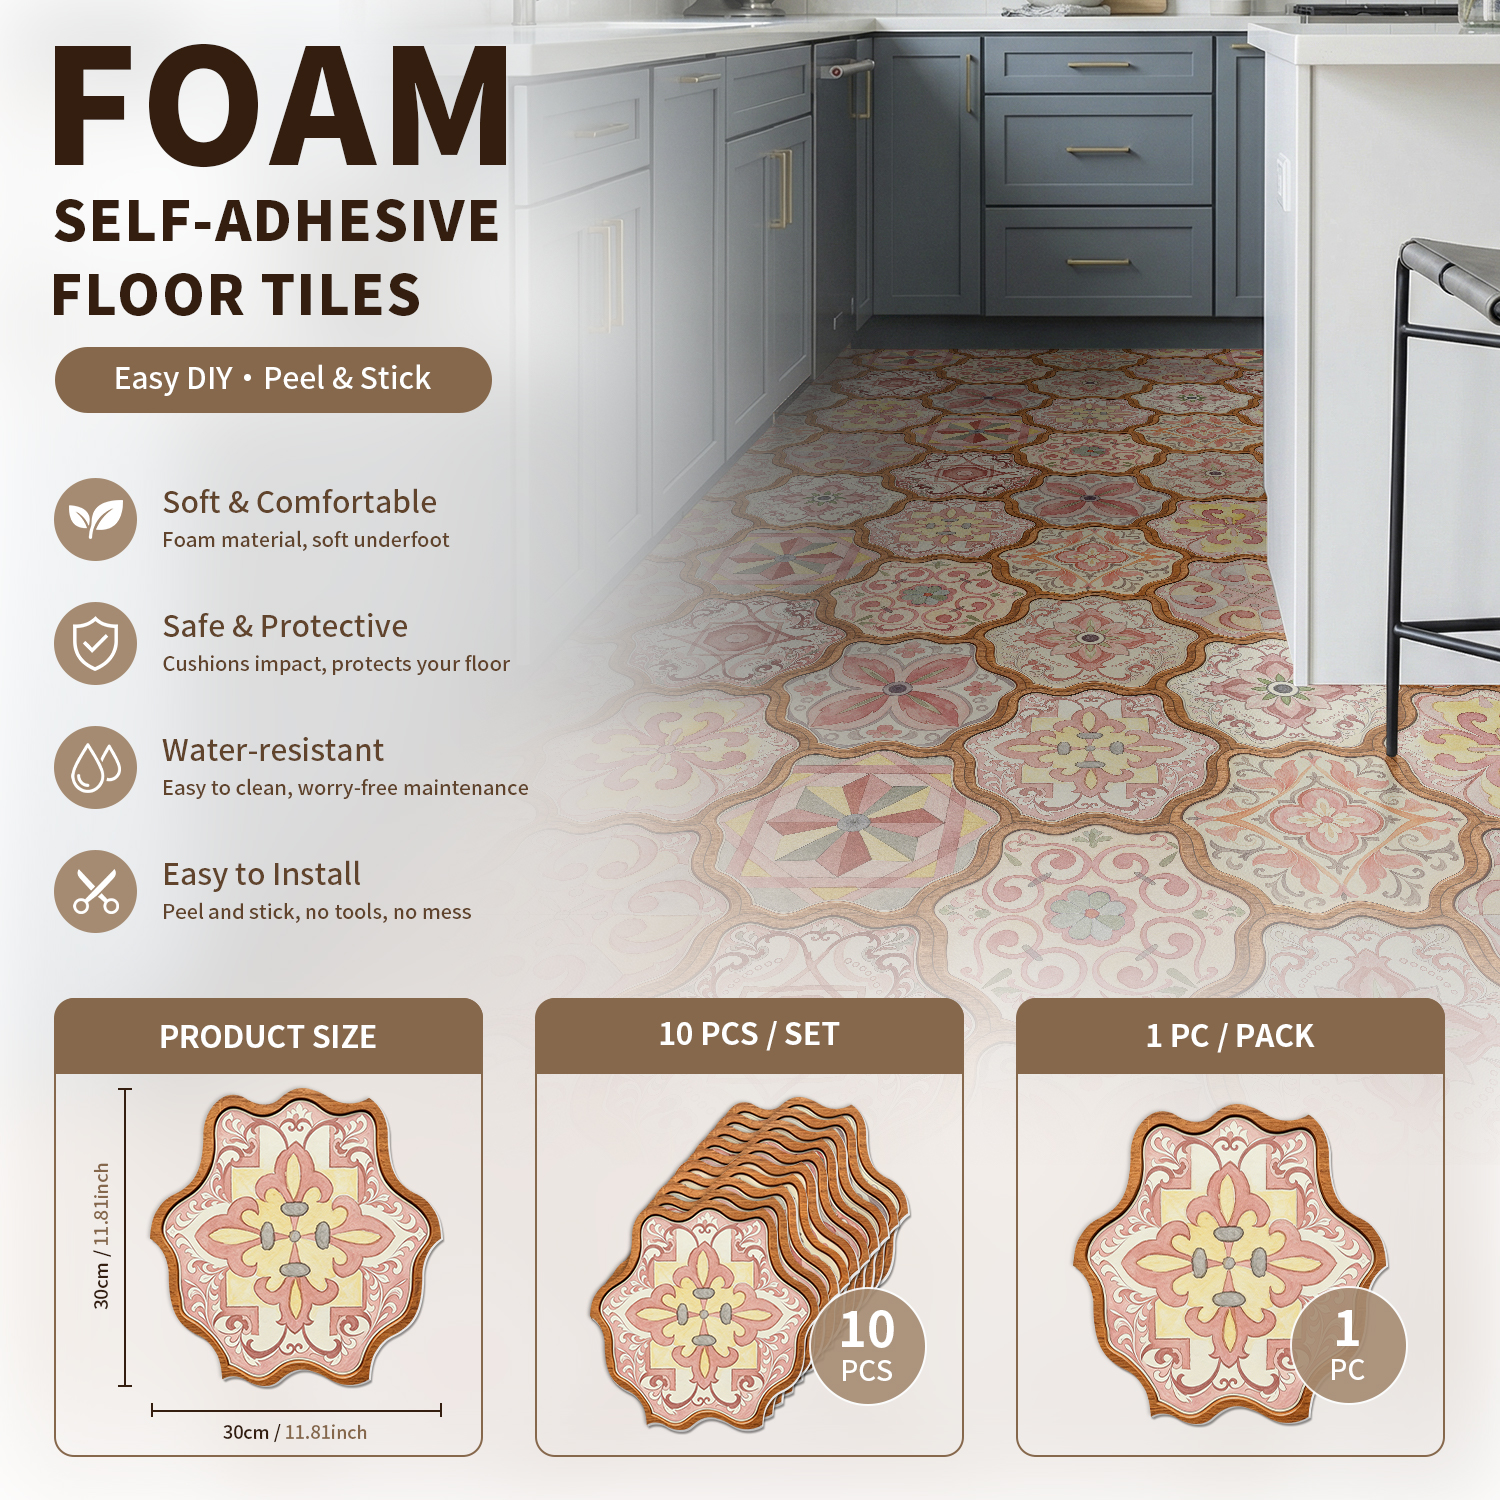 FOAM
SELF-ADHESIVE
FLOOR TILES
Easy DIY • Peel & Stick
Soft & Comfortable
Foam material, soft underfoot
Safe & Protective
Cushions impact, protects your floor
Water-resistant
Easy to clean, worry-free maintenance
Easy to Install
Peel and stick, no tools, no mess
PRODUCT SIZE
30cm / 11.81inch
30cm / 11.81inch
10 PCS / SET
10
PCS
1 PC / PACK
1
PC